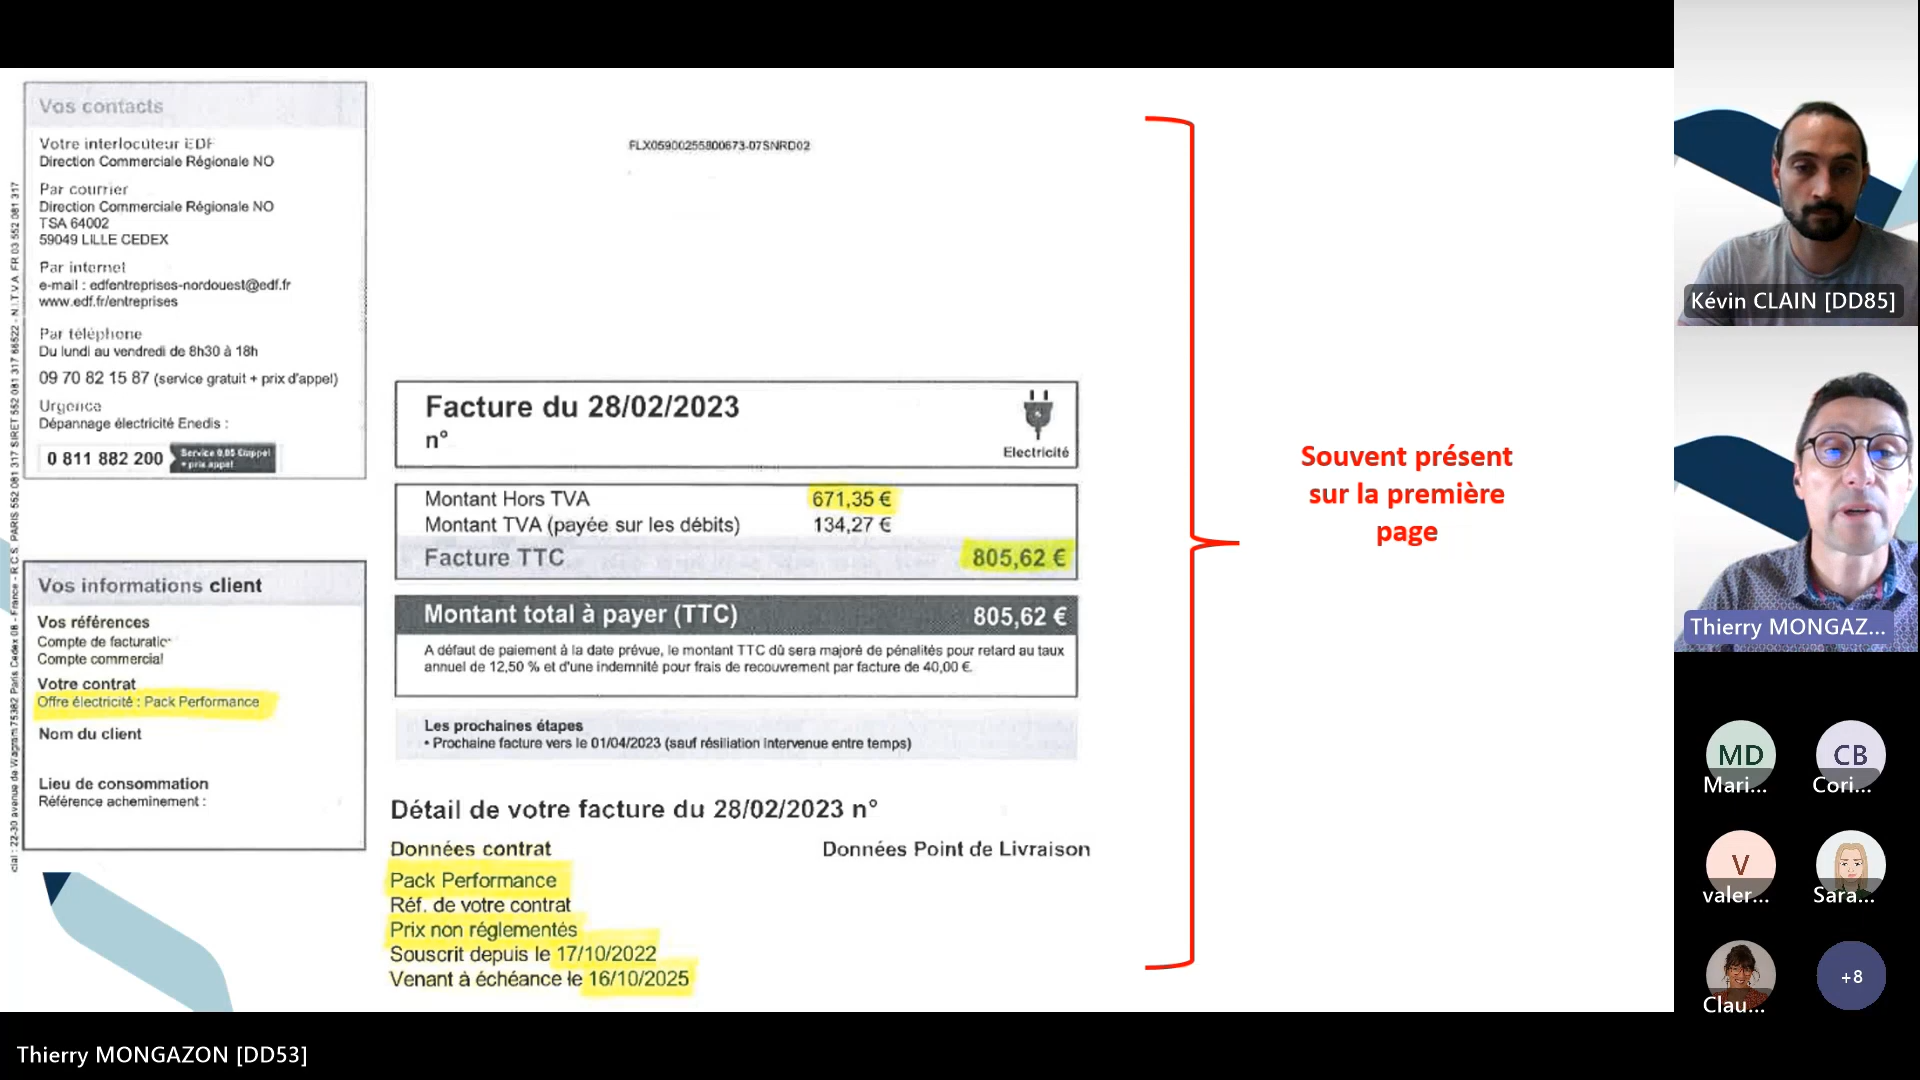 Vos contacts
Votre interlocuteur EDF
Direction Commerciale Régionale NO
Par courrier
Direction Commerciale Régionale NO
TSA 64002
59049 LILLE CEDEX
Par internet
e-mail : edfentreprises-nordouest@edf.fr
www.edf.fr/entreprises
Par téléphone
Du lundi au vendredi de 8h30 à 18h
09 70 82 15 87 (service gratuit + prix d'appel)
Urgence
Dépannage électricité Enedis :
0 811 882 200
Service 0,05 €/appel
+ prix appel
Vos informations client
Vos références
Compte de facturatio
Compte commercial
Votre contrat
Offre électricité : Pack Performance
Nom du client
Lieu de consommation
Référence acheminement :
FLX05900255800673-07SNRD02
Facture du 28/02/2023
n°
Electricité
Montant Hors TVA 671,35 €
Montant TVA (payée sur les débits) 134,27 €
Facture TTC 805,62 €
Montant total à payer (TTC) 805,62 €
A défaut de paiement à la date prévue, le montant TTC dû sera majoré de pénalités pour retard au taux
annuel de 12,50 % et d'une indemnité pour frais de recouvrement par facture de 40,00 €.
Les prochaines étapes
• Prochaine facture vers le 01/04/2023 (sauf résiliation intervenue entre temps)
Détail de votre facture du 28/02/2023 n°
Données contrat
Données Point de Livraison
Pack Performance
Réf. de votre contrat
Prix non réglementés
Souscrit depuis le 17/10/2022
Venant à échéance le 16/10/2025
Souvent présent
sur la première
page
Kévin CLAIN [DD85]
Thierry MONGAZ...
MD
Mari...
CB
Cori...
V
valer...
Sara...
Clau...
+8
Thierry MONGAZON [DD53]